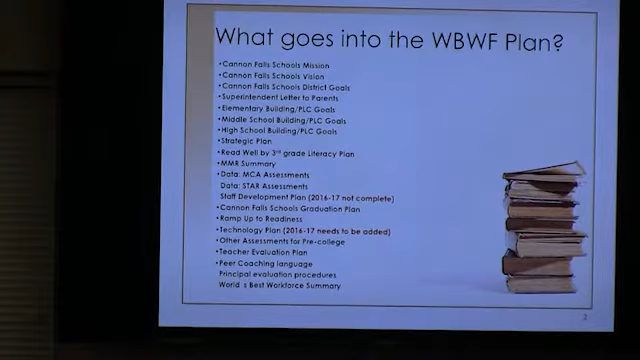 What goes into the WBWF Plan?
•Cannon Falls Schools Mission
•Cannon Falls Schools Vision
•Cannon Falls Schools District Goals
•Superintendent Letter to Parents
•Elementary Building/PLC Goals
•Middle School Building/PLC Goals
•High School Building/PLC Goals
•Strategic Plan
•Read Well by 3rd grade Literacy Plan
•MMR Summary
•Data: MCA Assessments
Data: STAR Assessments
Staff Development Plan (2016-17 not complete)
•Cannon Falls Schools Graduation Plan
•Ramp Up to Readiness
•Technology Plan (2016-17 needs to be added)
•Other Assessments for Pre-college
•Teacher Evaluation Plan
•Peer Coaching language
Principal evaluation procedures
World s Best Workforce Summary
2